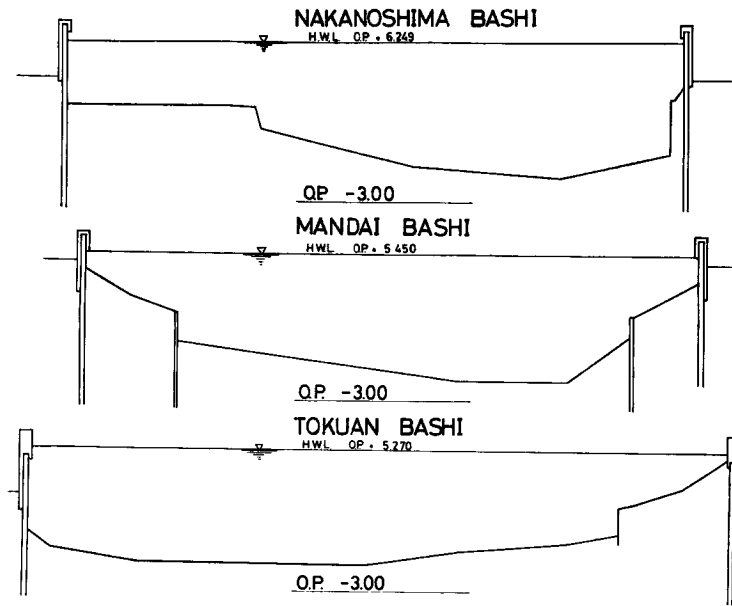 NAKANOSHIMA BASHI
H.W.L O.P + 6.249
O.P -3.00
MANDAI BASHI
H.W.L. O.P + 5.450
O.P. -3.00
TOKUAN BASHI
H.W.L. O.P + 5.270
O.P. -3.00